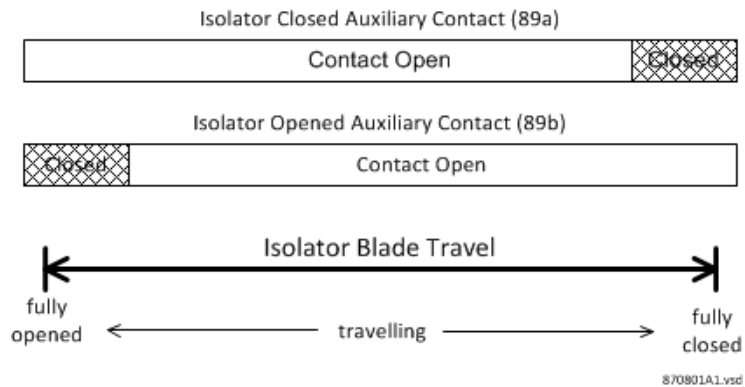 Isolator Closed Auxiliary Contact (89a)
Contact Open Closed
Isolator Opened Auxiliary Contact (89b)
Closed Contact Open
Isolator Blade Travel
fully opened
travelling
fully closed
870801A1.vsd